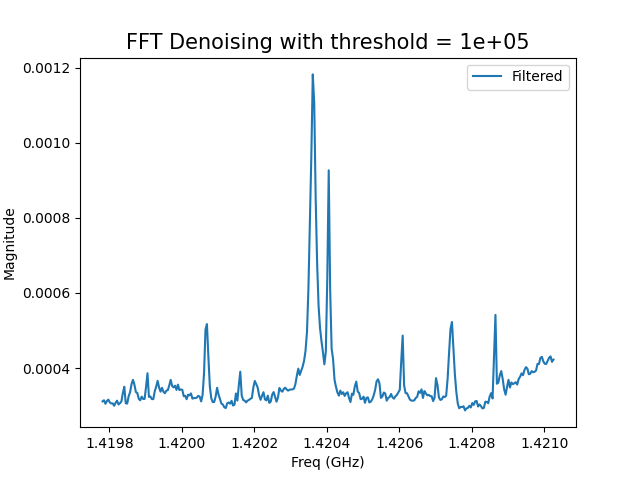 FFT Denoising with threshold = 1e+05
Filtered
0.0012
0.0010
0.0008
0.0006
0.0004
Magnitude
1.4198 1.4200 1.4202 1.4204 1.4206 1.4208 1.4210
Freq (GHz)